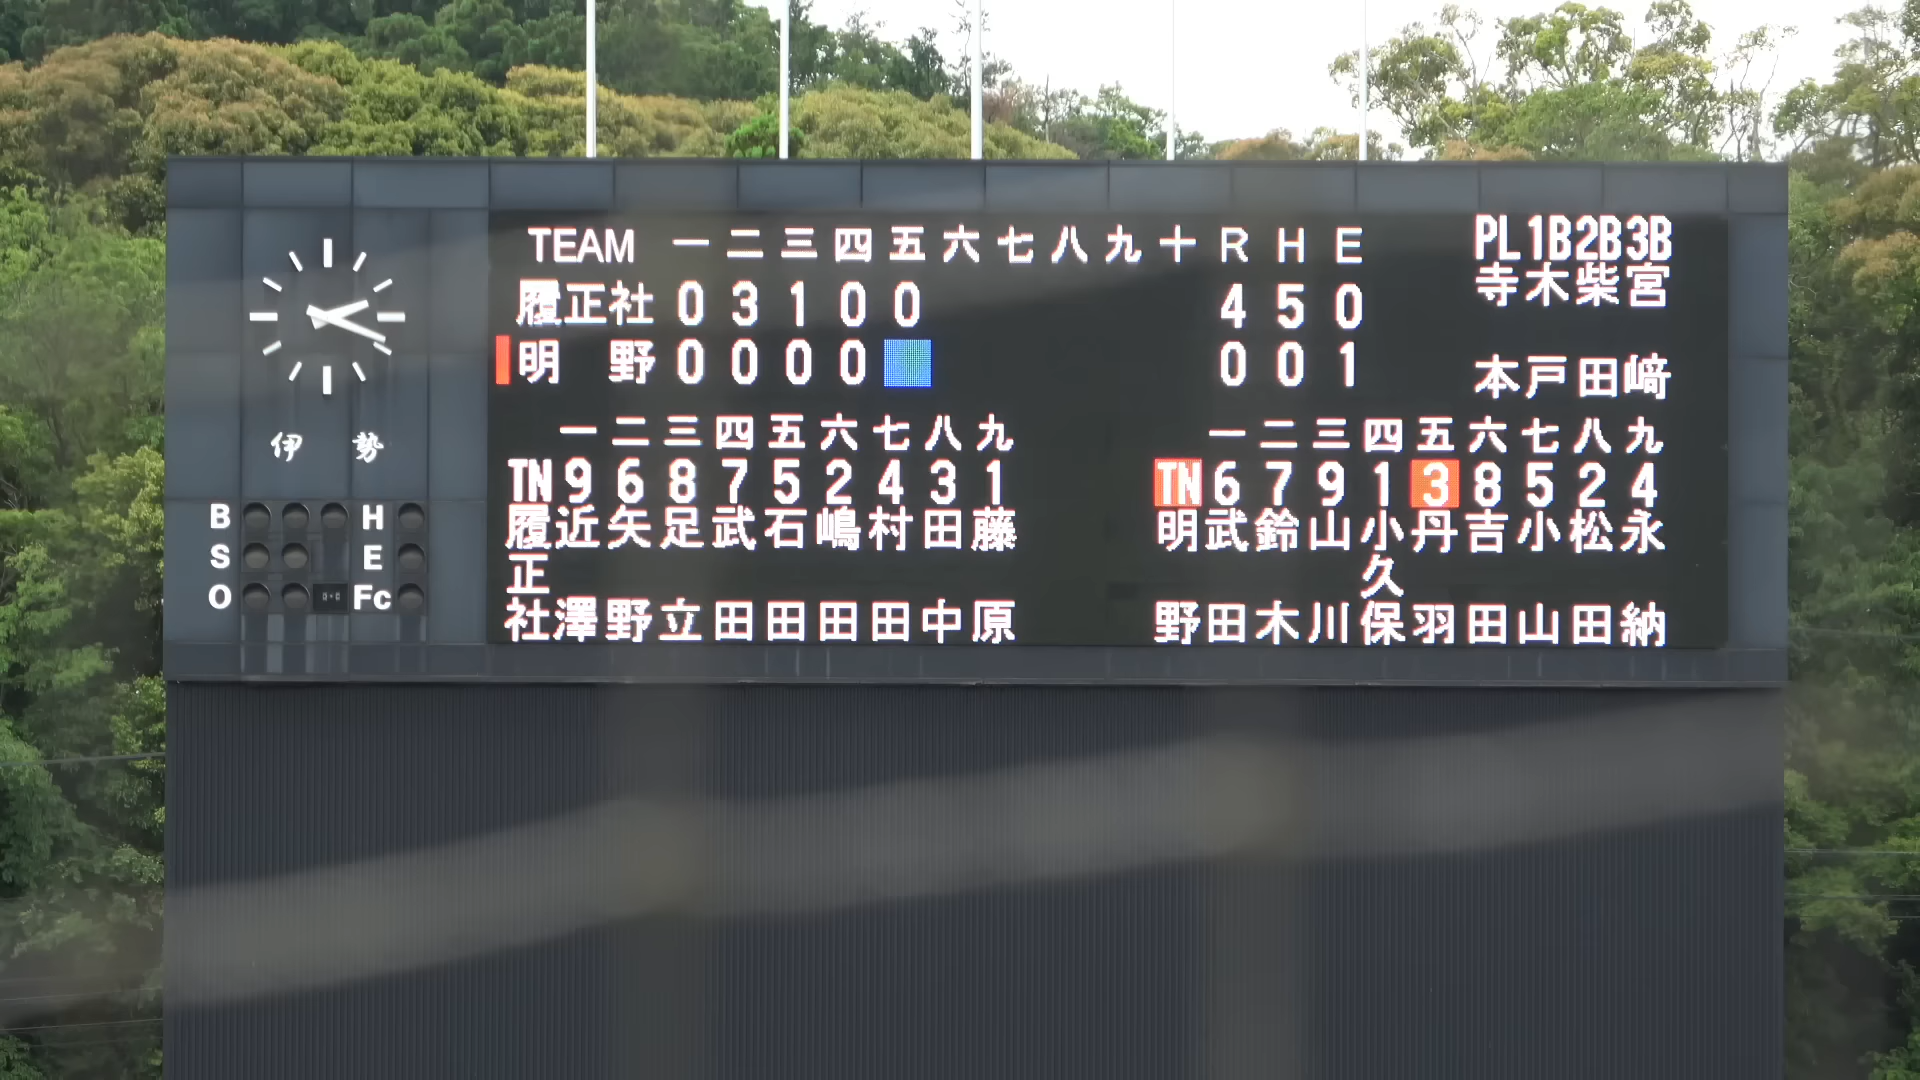 TEAM 一 二 三 四 五 六 七 八 九 十 R H E
履正社 0 3 1 0 0 4 5 0
明 野 0 0 0 0 0 0 1
PL 1B 2B 3B
寺本 木戸 柴田 宮﨑
伊 勢
B H
S E
O Fc
一 二 三 四 五 六 七 八 九
TN 9 6 8 7 5 2 4 3 1
履正社 近澤 矢野 足立 武田 石田 嶋田 村田 田中 藤原
一 二 三 四 五 六 七 八 九
TN 6 7 9 1 3 8 5 2 4
明野 武田 鈴木 山川 小久保 丹羽 吉田 小山 松田 永納